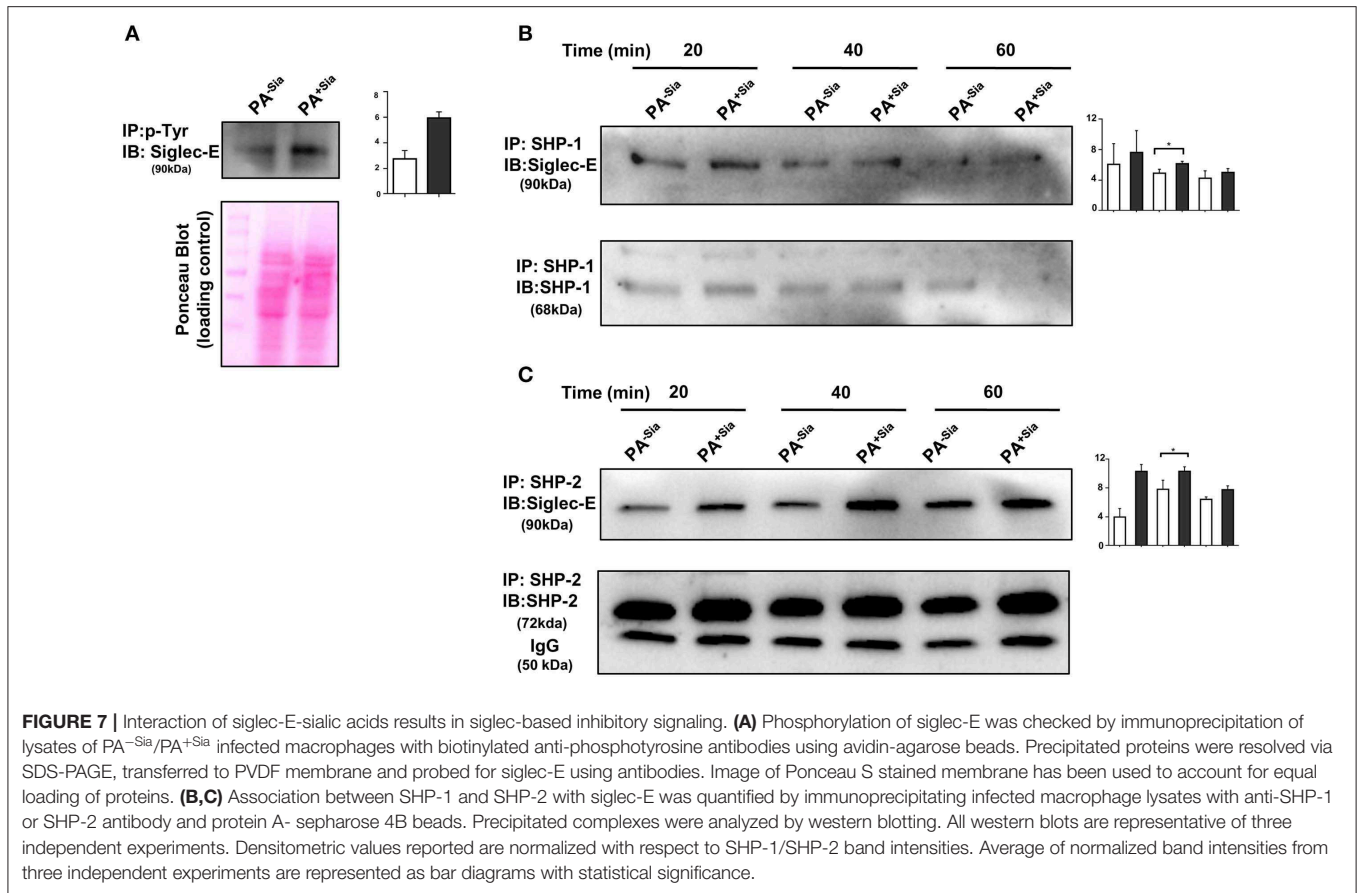 A
PA-Sia PA+Sia
IP:p-Tyr
IB: Siglec-E
(90kDa)
8
6
4
2
0
Ponceau Blot
(loading control)
B
Time (min) 20 40 60
PA-Sia PA+Sia PA-Sia PA+Sia PA-Sia PA+Sia
IP: SHP-1
IB:Siglec-E
(90kDa)
12
8
4
0
*
IP: SHP-1
IB:SHP-1
(68kDa)
C
Time (min) 20 40 60
PA-Sia PA+Sia PA-Sia PA+Sia PA-Sia PA+Sia
IP: SHP-2
IB:Siglec-E
(90kDa)
12
8
4
0
*
IP: SHP-2
IB:SHP-2
(72kda)
IgG
(50 kDa)
FIGURE 7 | Interaction of siglec-E-sialic acids results in siglec-based inhibitory signaling. (A) Phosphorylation of siglec-E was checked by immunoprecipitation of
lysates of PA−Sia/PA+Sia infected macrophages with biotinylated anti-phosphotyrosine antibodies using avidin-agarose beads. Precipitated proteins were resolved via
SDS-PAGE, transferred to PVDF membrane and probed for siglec-E using antibodies. Image of Ponceau S stained membrane has been used to account for equal
loading of proteins. (B,C) Association between SHP-1 and SHP-2 with siglec-E was quantified by immunoprecipitating infected macrophage lysates with anti-SHP-1
or SHP-2 antibody and protein A- sepharose 4B beads. Precipitated complexes were analyzed by western blotting. All western blots are representative of three
independent experiments. Densitometric values reported are normalized with respect to SHP-1/SHP-2 band intensities. Average of normalized band intensities from
three independent experiments are represented as bar diagrams with statistical significance.